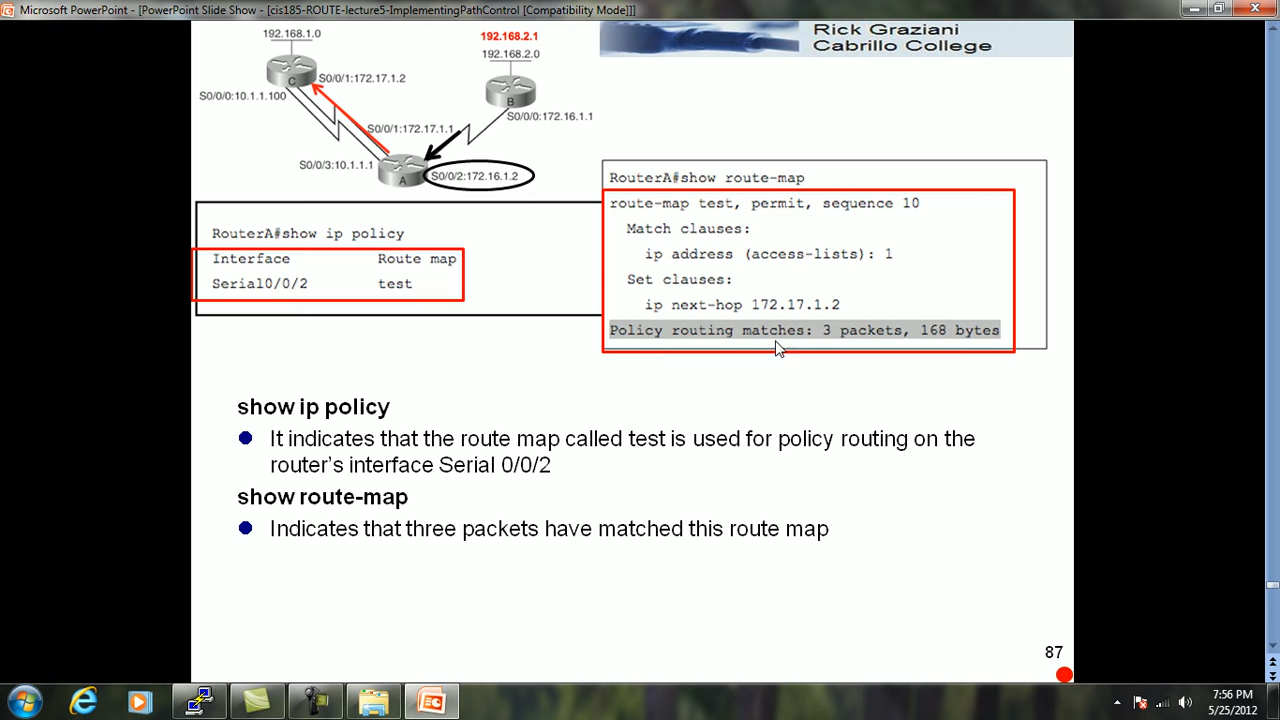 Microsoft PowerPoint - [PowerPoint Slide Show - [cis185-ROUTE-lecture5-ImplementingPathControl [Compatibility Mode]]]
Rick Graziani
Cabrillo College
192.168.1.0
192.168.2.1
192.168.2.0
C
S0/0/1:172.17.1.2
S0/0/0:10.1.1.100
B
S0/0/0:172.16.1.1
S0/0/1:172.17.1.1
S0/0/3:10.1.1.1
A
S0/0/2:172.16.1.2
RouterA#show ip policy
Interface Route map
Serial0/0/2 test
RouterA#show route-map
route-map test, permit, sequence 10
Match clauses:
ip address (access-lists): 1
Set clauses:
ip next-hop 172.17.1.2
Policy routing matches: 3 packets, 168 bytes
show ip policy
It indicates that the route map called test is used for policy routing on the
router's interface Serial 0/0/2
show route-map
Indicates that three packets have matched this route map
87
7:56 PM
5/25/2012